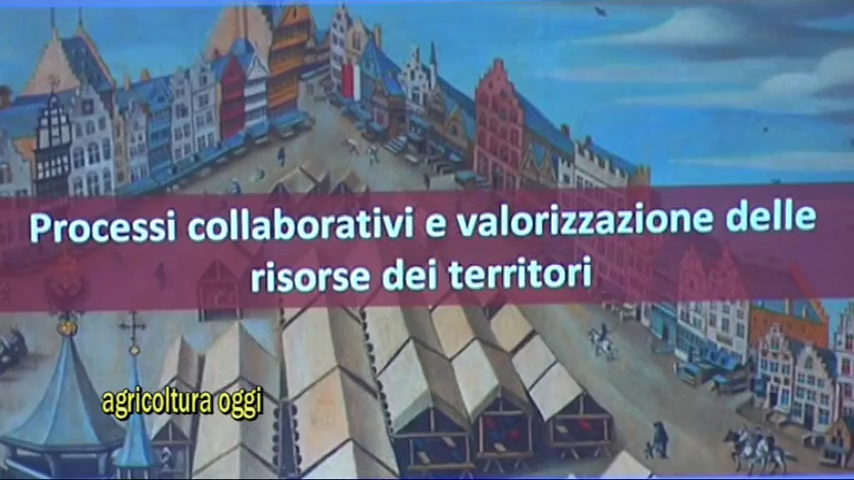 Processi collaborativi e valorizzazione delle
risorse dei territori
agricoltura oggi